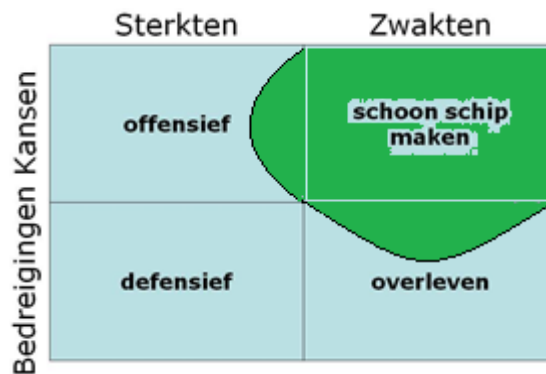 Sterkten Zwakten
Bedreigingen Kansen
offensief
schoon schip
maken
defensief
overleven